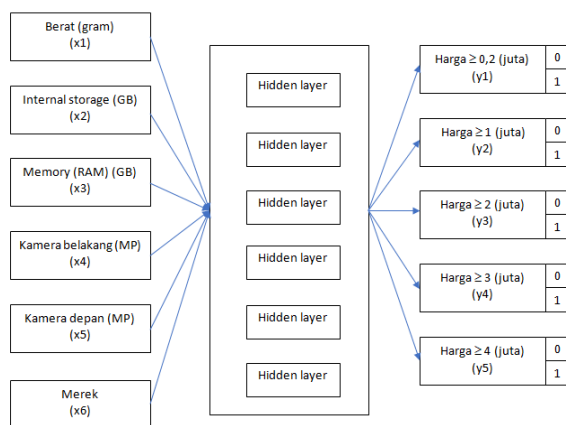 Berat (gram)
(x1)
Internal storage (GB)
(x2)
Memory (RAM) (GB)
(x3)
Kamera belakang (MP)
(x4)
Kamera depan (MP)
(x5)
Merek
(x6)
Hidden layer
Hidden layer
Hidden layer
Hidden layer
Hidden layer
Hidden layer
Harga ≥ 0,2 (juta)
(y1)
0
1
Harga ≥ 1 (juta)
(y2)
0
1
Harga ≥ 2 (juta)
(y3)
0
1
Harga ≥ 3 (juta)
(y4)
0
1
Harga ≥ 4 (juta)
(y5)
0
1